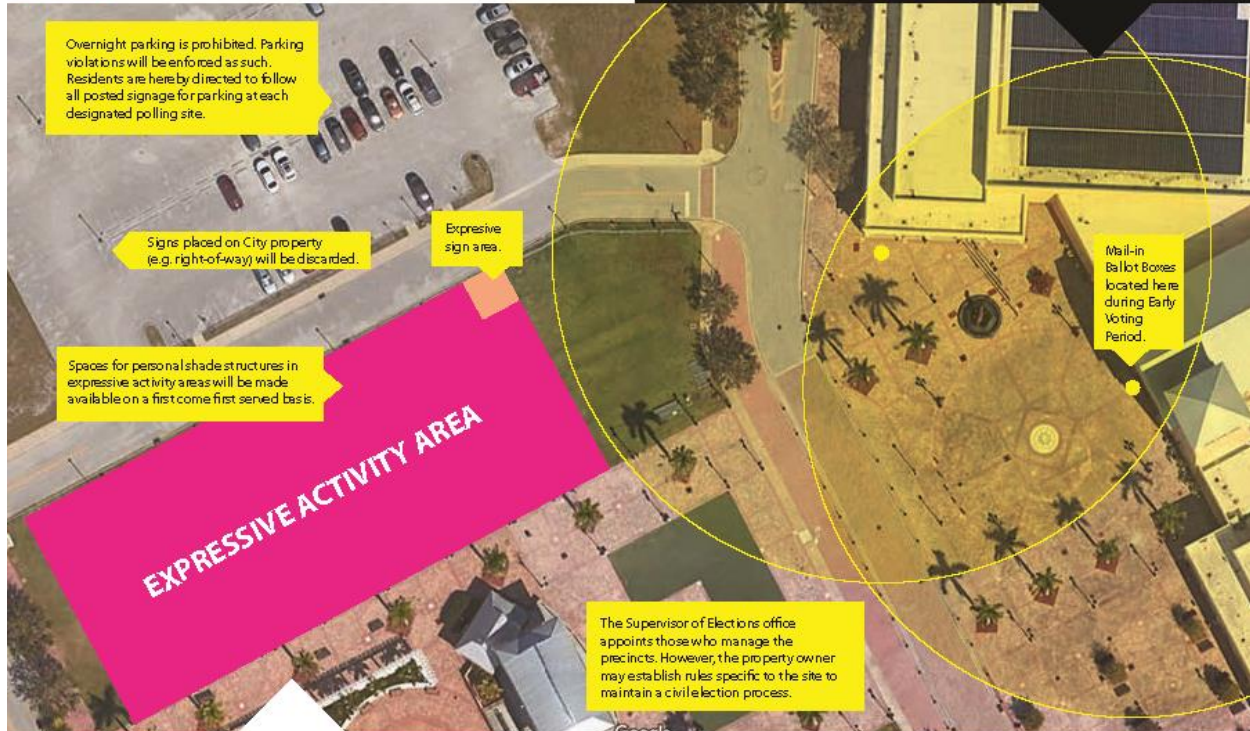 Overnight parking is prohibited. Parking
violations will be enforced as such.
Residents are hereby directed to follow
all posted signage for parking at each
designated polling site.
Signs placed on City property
(e.g. right-of-way) will be discarded.
Expresive
sign area.
Mail-in
Ballot Boxes
located here
during Early
Voting
Period.
Spaces for personal shade structures in
expressive activity areas will be made
available on a first come first served basis.
EXPRESSIVE ACTIVITY AREA
The Supervisor of Elections office
appoints those who manage the
precincts. However, the property owner
may establish rules specific to the site to
maintain a civil election process.
Google